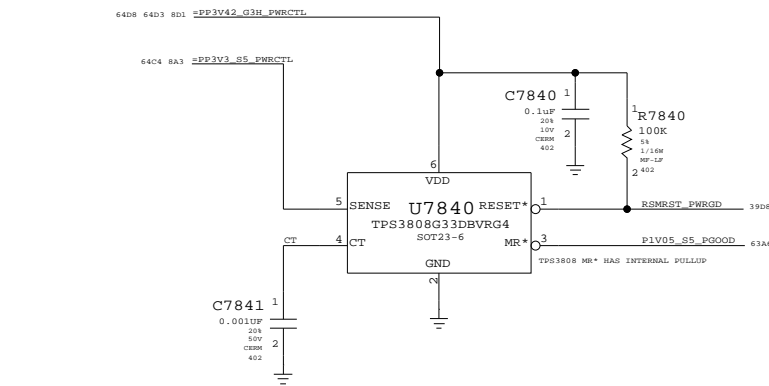 64D8 64D3 8D1 =PP3V42_G3H_PWRCTL
64C4 8A3 =PP3V3_S5_PWRCTL
C7840 1
0.1uF
20%
10V
CERM
402
2
1
R7840
100K
5%
1/16W
MF-LF
402
2
6
VDD
5 SENSE
U7840
RESET* 1
RSMRST_PWRGD
TPS3808G33DBVRG4
SOT23-6
CT 4 CT
MR* 3
P1V05_S5_PGOOD
TPS3808 MR* HAS INTERNAL PULLUP
GND
2
C7841 1
0.001UF
20%
50V
CERM
402
2